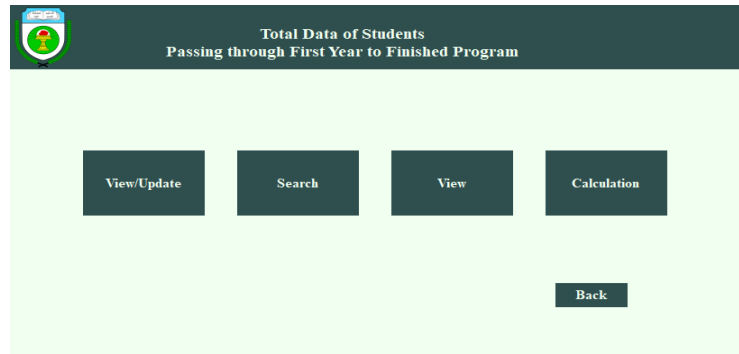 Total Data of Students
Passing through First Year to Finished Program
View/Update
Search
View
Calculation
Back